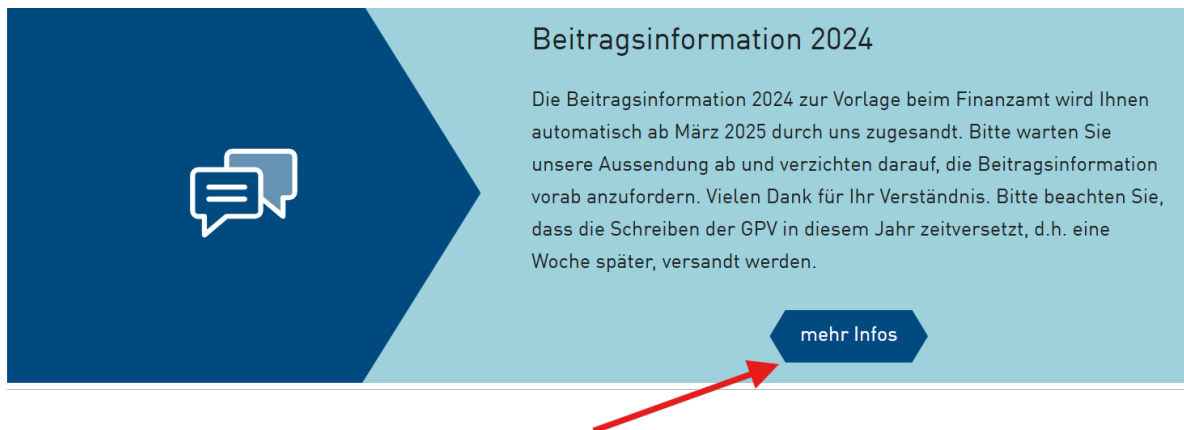 Beitragsinformation 2024
Die Beitragsinformation 2024 zur Vorlage beim Finanzamt wird Ihnen
automatisch ab März 2025 durch uns zugesandt. Bitte warten Sie
unsere Aussendung ab und verzichten darauf, die Beitragsinformation
vorab anzufordern. Vielen Dank für Ihr Verständnis. Bitte beachten Sie,
dass die Schreiben der GPV in diesem Jahr zeitversetzt, d.h. eine
Woche später, versandt werden.
mehr Infos